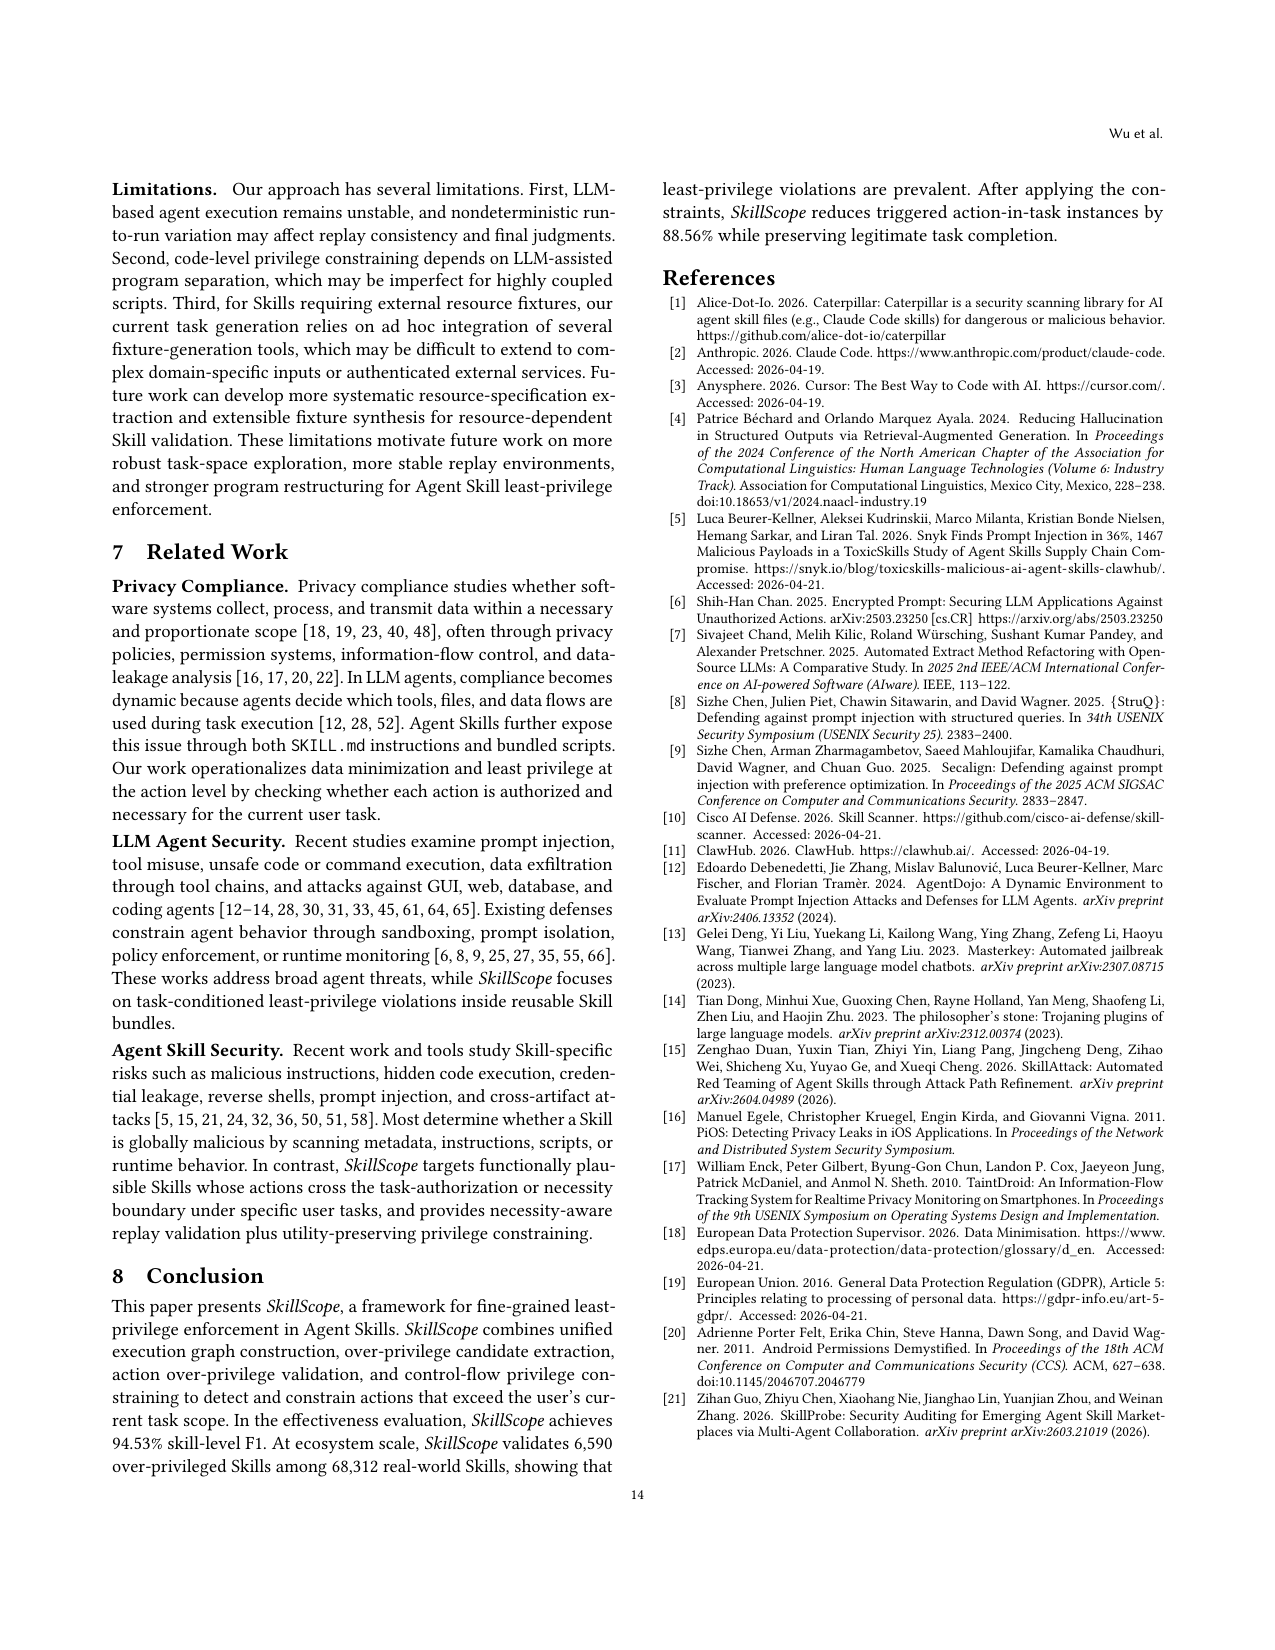 Wu et al.
Limitations. Our approach has several limitations. First, LLM-
based agent execution remains unstable, and nondeterministic run-
to-run variation may affect replay consistency and final judgments.
Second, code-level privilege constraining depends on LLM-assisted
program separation, which may be imperfect for highly coupled
scripts. Third, for Skills requiring external resource fixtures, our
current task generation relies on ad hoc integration of several
fixture-generation tools, which may be difficult to extend to com-
plex domain-specific inputs or authenticated external services. Fu-
ture work can develop more systematic resource-specification ex-
traction and extensible fixture synthesis for resource-dependent
Skill validation. These limitations motivate future work on more
robust task-space exploration, more stable replay environments,
and stronger program restructuring for Agent Skill least-privilege
enforcement.
7 Related Work
Privacy Compliance. Privacy compliance studies whether soft-
ware systems collect, process, and transmit data within a necessary
and proportionate scope [18, 19, 23, 40, 48], often through privacy
policies, permission systems, information-flow control, and data-
leakage analysis [16, 17, 20, 22]. In LLM agents, compliance becomes
dynamic because agents decide which tools, files, and data flows are
used during task execution [12, 28, 52]. Agent Skills further expose
this issue through both SKILL.md instructions and bundled scripts.
Our work operationalizes data minimization and least privilege at
the action level by checking whether each action is authorized and
necessary for the current user task.
LLM Agent Security. Recent studies examine prompt injection,
tool misuse, unsafe code or command execution, data exfiltration
through tool chains, and attacks against GUI, web, database, and
coding agents [12–14, 28, 30, 31, 33, 45, 61, 64, 65]. Existing defenses
constrain agent behavior through sandboxing, prompt isolation,
policy enforcement, or runtime monitoring [6, 8, 9, 25, 27, 35, 55, 66].
These works address broad agent threats, while SkillScope focuses
on task-conditioned least-privilege violations inside reusable Skill
bundles.
Agent Skill Security. Recent work and tools study Skill-specific
risks such as malicious instructions, hidden code execution, creden-
tial leakage, reverse shells, prompt injection, and cross-artifact at-
tacks [5, 15, 21, 24, 32, 36, 50, 51, 58]. Most determine whether a Skill
is globally malicious by scanning metadata, instructions, scripts, or
runtime behavior. In contrast, SkillScope targets functionally plau-
sible Skills whose actions cross the task-authorization or necessity
boundary under specific user tasks, and provides necessity-aware
replay validation plus utility-preserving privilege constraining.
8 Conclusion
This paper presents SkillScope, a framework for fine-grained least-
privilege enforcement in Agent Skills. SkillScope combines unified
execution graph construction, over-privilege candidate extraction,
action over-privilege validation, and control-flow privilege con-
straining to detect and constrain actions that exceed the user's cur-
rent task scope. In the effectiveness evaluation, SkillScope achieves
94.53% skill-level F1. At ecosystem scale, SkillScope validates 6,590
over-privileged Skills among 68,312 real-world Skills, showing that
least-privilege violations are prevalent. After applying the con-
straints, SkillScope reduces triggered action-in-task instances by
88.56% while preserving legitimate task completion.
References
[1] Alice-Dot-Io. 2026. Caterpillar: Caterpillar is a security scanning library for AI
agent skill files (e.g., Claude Code skills) for dangerous or malicious behavior.
https://github.com/alice-dot-io/caterpillar
[2] Anthropic. 2026. Claude Code. https://www.anthropic.com/product/claude-code.
Accessed: 2026-04-19.
[3] Anysphere. 2026. Cursor: The Best Way to Code with AI. https://cursor.com/.
Accessed: 2026-04-19.
[4] Patrice Béchard and Orlando Marquez Ayala. 2024. Reducing Hallucination
in Structured Outputs via Retrieval-Augmented Generation. In Proceedings
of the 2024 Conference of the North American Chapter of the Association for
Computational Linguistics: Human Language Technologies (Volume 6: Industry
Track). Association for Computational Linguistics, Mexico City, Mexico, 228–238.
doi:10.18653/v1/2024.naacl-industry.19
[5] Luca Beurer-Kellner, Aleksei Kudrinskii, Marco Milanta, Kristian Bonde Nielsen,
Hemang Sarkar, and Liran Tal. 2026. Snyk Finds Prompt Injection in 36%, 1467
Malicious Payloads in a ToxicSkills Study of Agent Skills Supply Chain Com-
promise. https://snyk.io/blog/toxicskills-malicious-ai-agent-skills-clawhub/.
Accessed: 2026-04-21.
[6] Shih-Han Chan. 2025. Encrypted Prompt: Securing LLM Applications Against
Unauthorized Actions. arXiv:2503.23250 [cs.CR] https://arxiv.org/abs/2503.23250
[7] Sivajeet Chand, Melih Kilic, Roland Würsching, Sushant Kumar Pandey, and
Alexander Pretschner. 2025. Automated Extract Method Refactoring with Open-
Source LLMs: A Comparative Study. In 2025 2nd IEEE/ACM International Confer-
ence on AI-powered Software (AIware). IEEE, 113–122.
[8] Sizhe Chen, Julien Piet, Chawin Sitawarin, and David Wagner. 2025. {StruQ}:
Defending against prompt injection with structured queries. In 34th USENIX
Security Symposium (USENIX Security 25). 2383–2400.
[9] Sizhe Chen, Arman Zharmagambetov, Saeed Mahloujifar, Kamalika Chaudhuri,
David Wagner, and Chuan Guo. 2025. Secalign: Defending against prompt
injection with preference optimization. In Proceedings of the 2025 ACM SIGSAC
Conference on Computer and Communications Security. 2833–2847.
[10] Cisco AI Defense. 2026. Skill Scanner. https://github.com/cisco-ai-defense/skill-
scanner. Accessed: 2026-04-21.
[11] ClawHub. 2026. ClawHub. https://clawhub.ai/. Accessed: 2026-04-19.
[12] Edoardo Debenedetti, Jie Zhang, Mislav Balunović, Luca Beurer-Kellner, Marc
Fischer, and Florian Tramèr. 2024. AgentDojo: A Dynamic Environment to
Evaluate Prompt Injection Attacks and Defenses for LLM Agents. arXiv preprint
arXiv:2406.13352 (2024).
[13] Gelei Deng, Yi Liu, Yuekang Li, Kailong Wang, Ying Zhang, Zefeng Li, Haoyu
Wang, Tianwei Zhang, and Yang Liu. 2023. Masterkey: Automated jailbreak
across multiple large language model chatbots. arXiv preprint arXiv:2307.08715
(2023).
[14] Tian Dong, Minhui Xue, Guoxing Chen, Rayne Holland, Yan Meng, Shaofeng Li,
Zhen Liu, and Haojin Zhu. 2023. The philosopher's stone: Trojaning plugins of
large language models. arXiv preprint arXiv:2312.00374 (2023).
[15] Zenghao Duan, Yuxin Tian, Zhiyi Yin, Liang Pang, Jingcheng Deng, Zihao
Wei, Shicheng Xu, Yuyao Ge, and Xueqi Cheng. 2026. SkillAttack: Automated
Red Teaming of Agent Skills through Attack Path Refinement. arXiv preprint
arXiv:2604.04989 (2026).
[16] Manuel Egele, Christopher Kruegel, Engin Kirda, and Giovanni Vigna. 2011.
PiOS: Detecting Privacy Leaks in iOS Applications. In Proceedings of the Network
and Distributed System Security Symposium.
[17] William Enck, Peter Gilbert, Byung-Gon Chun, Landon P. Cox, Jaeyeon Jung,
Patrick McDaniel, and Anmol N. Sheth. 2010. TaintDroid: An Information-Flow
Tracking System for Realtime Privacy Monitoring on Smartphones. In Proceedings
of the 9th USENIX Symposium on Operating Systems Design and Implementation.
[18] European Data Protection Supervisor. 2026. Data Minimisation. https://www.
edps.europa.eu/data-protection/data-protection/glossary/d_en. Accessed:
2026-04-21.
[19] European Union. 2016. General Data Protection Regulation (GDPR), Article 5:
Principles relating to processing of personal data. https://gdpr-info.eu/art-5-
gdpr/. Accessed: 2026-04-21.
[20] Adrienne Porter Felt, Erika Chin, Steve Hanna, Dawn Song, and David Wag-
ner. 2011. Android Permissions Demystified. In Proceedings of the 18th ACM
Conference on Computer and Communications Security (CCS). ACM, 627–638.
doi:10.1145/2046707.2046779
[21] Zihan Guo, Zhiyu Chen, Xiaohang Nie, Jianghao Lin, Yuanjian Zhou, and Weinan
Zhang. 2026. SkillProbe: Security Auditing for Emerging Agent Skill Market-
places via Multi-Agent Collaboration. arXiv preprint arXiv:2603.21019 (2026).
14